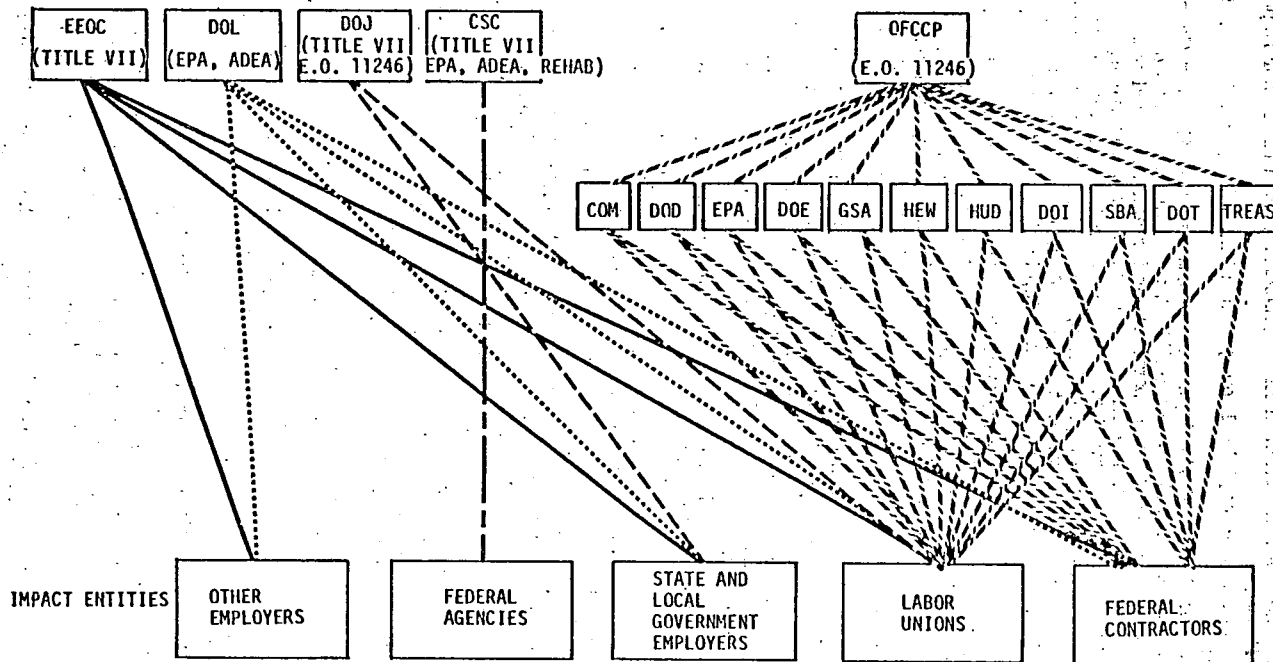 EEOC
(TITLE VII)
DOL
(EPA, ADEA)
DOJ
(TITLE VII
E.O. 11246)
CSC
(TITLE VII
EPA, ADEA, REHAB)
OFCCP
(E.O. 11246)
COM
DOD
EPA
DOE
GSA
HEW
HUD
DOI
SBA
DOT
TREAS
IMPACT ENTITIES
OTHER
EMPLOYERS
FEDERAL
AGENCIES
STATE AND
LOCAL
GOVERNMENT
EMPLOYERS
LABOR
UNIONS
FEDERAL
CONTRACTORS